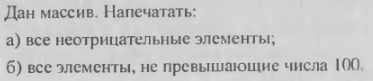 Дан массив. Напечатать:
а) все неотрицательные элементы;
б) все элементы, не превышающие числа 100.